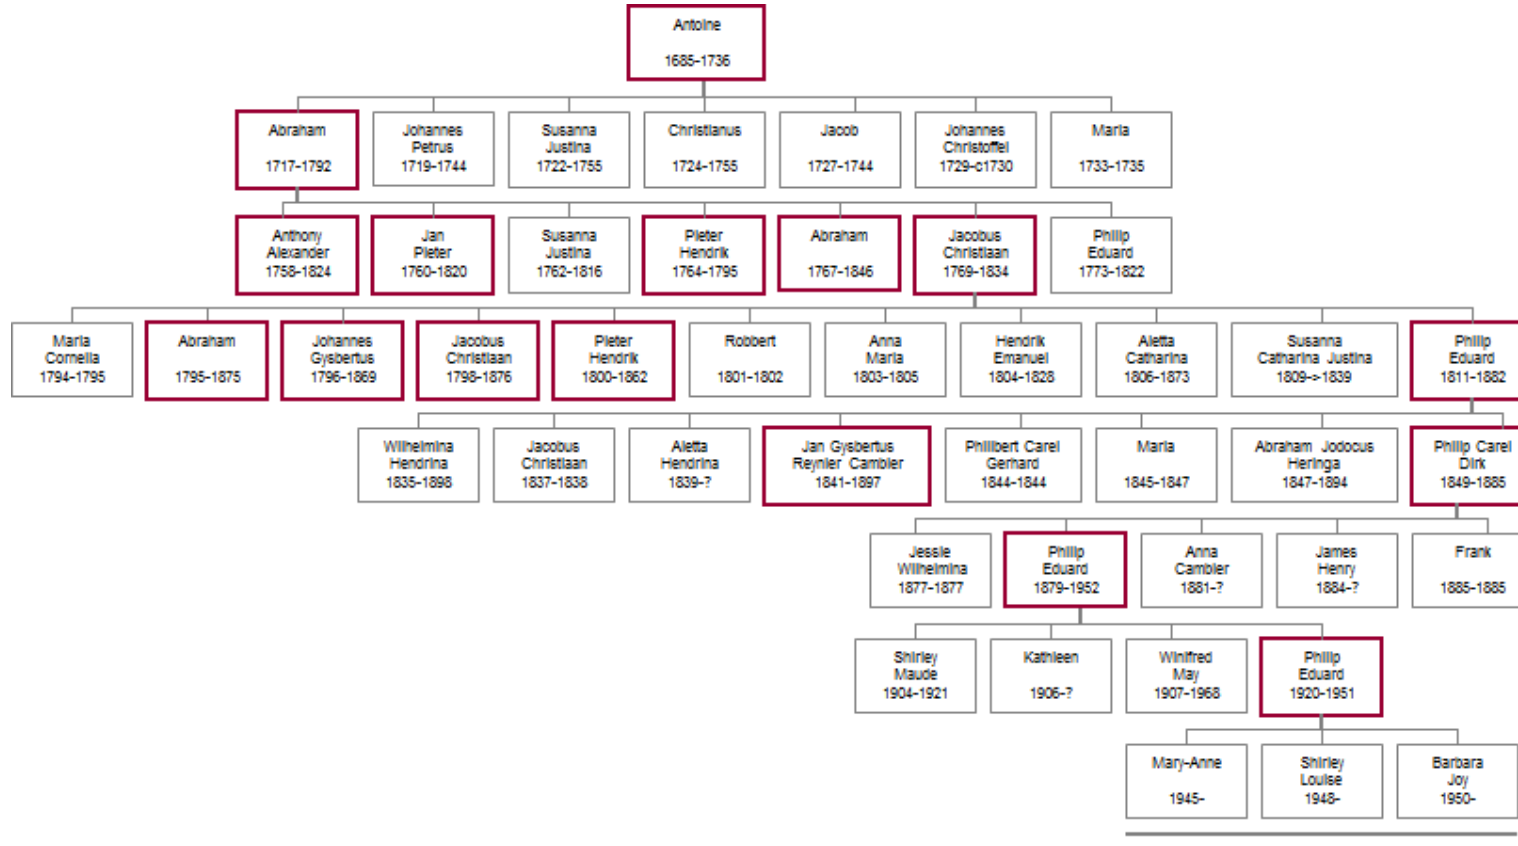 Antoine
1685-1736
Abraham
1717-1792
Johannes
Petrus
1719-1744
Susanna
Justina
1722-1755
Christianus
1724-1755
Jacob
1727-1744
Johannes
Christoffel
1729-c1730
Maria
1733-1735
Anthony
Alexander
1758-1824
Jan
Pieter
1760-1820
Susanna
Justina
1762-1816
Pieter
Hendrik
1764-1795
Abraham
1767-1846
Jacobus
Christiaan
1769-1834
Philip
Eduard
1773-1822
Maria
Cornelia
1794-1795
Abraham
1795-1875
Johannes
Gysbertus
1796-1869
Jacobus
Christiaan
1798-1876
Pieter
Hendrik
1800-1862
Robbert
1801-1802
Anna
Maria
1803-1805
Hendrik
Emanuel
1804-1828
Aletta
Catharina
1806-1873
Susanna
Catharina Justina
1809->1839
Philip
Eduard
1811-1882
Wilhelmina
Hendrina
1835-1898
Jacobus
Christiaan
1837-1838
Aletta
Hendrina
1839-?
Jan Gysbertus
Reynier Cambier
1841-1897
Philibert Carel
Gerhard
1844-1844
Maria
1845-1847
Abraham Jodocus
Heringa
1847-1894
Philip Carel
Dirk
1849-1885
Jessie
Wilhelmina
1877-1877
Philip
Eduard
1879-1952
Anna
Cambier
1881-?
James
Henry
1884-?
Frank
1885-1885
Shirley
Maude
1904-1921
Kathleen
1906-?
Winifred
May
1907-1968
Philip
Eduard
1920-1951
Mary-Anne
1945-
Shirley
Louise
1948-
Barbara
Joy
1950-